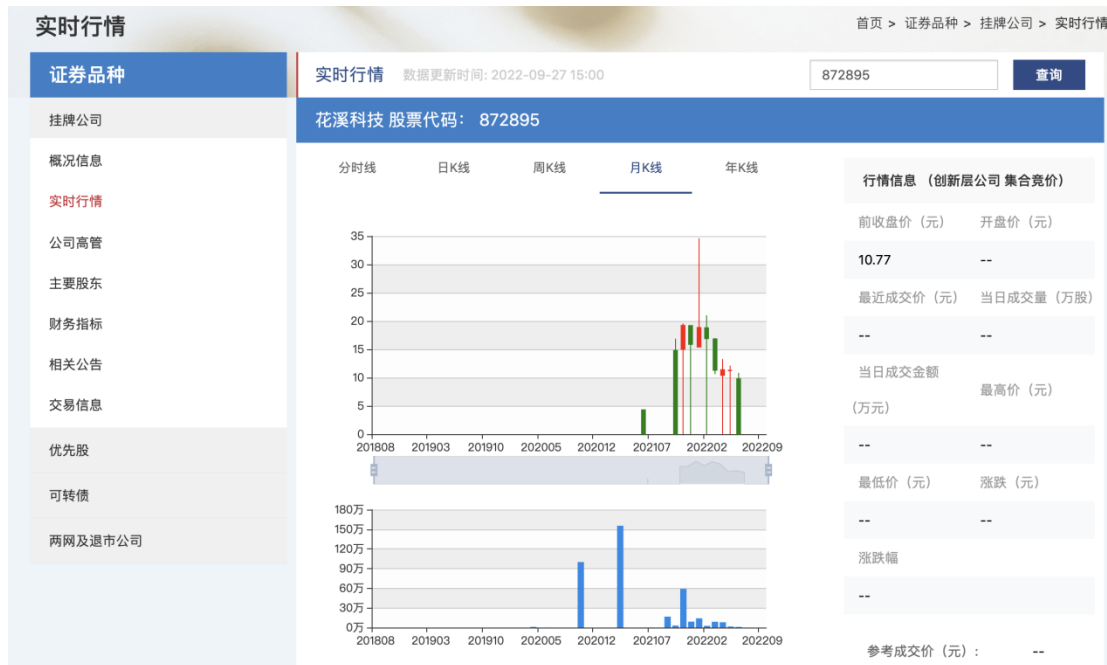 实时行情
首页 > 证券品种 > 挂牌公司 > 实时行情
证券品种
挂牌公司
概况信息
实时行情
公司高管
主要股东
财务指标
相关公告
交易信息
优先股
可转债
两网及退市公司
实时行情 数据更新时间: 2022-09-27 15:00
872895 查询
花溪科技 股票代码： 872895
分时线 日K线 周K线 月K线 年K线
35
30
25
20
15
10
5
0
201808 201903 201910 202005 202012 202107 202202 202209
180万
150万
120万
90万
60万
30万
0万
201808 201903 201910 202005 202012 202107 202202 202209
行情信息 （创新层公司 集合竞价）
前收盘价（元） 开盘价（元）
10.77 --
最近成交价（元） 当日成交量（万股）
-- --
当日成交金额
（万元） 最高价（元）
-- --
最低价（元） 涨跌（元）
-- --
涨跌幅
--
参考成交价（元）： --